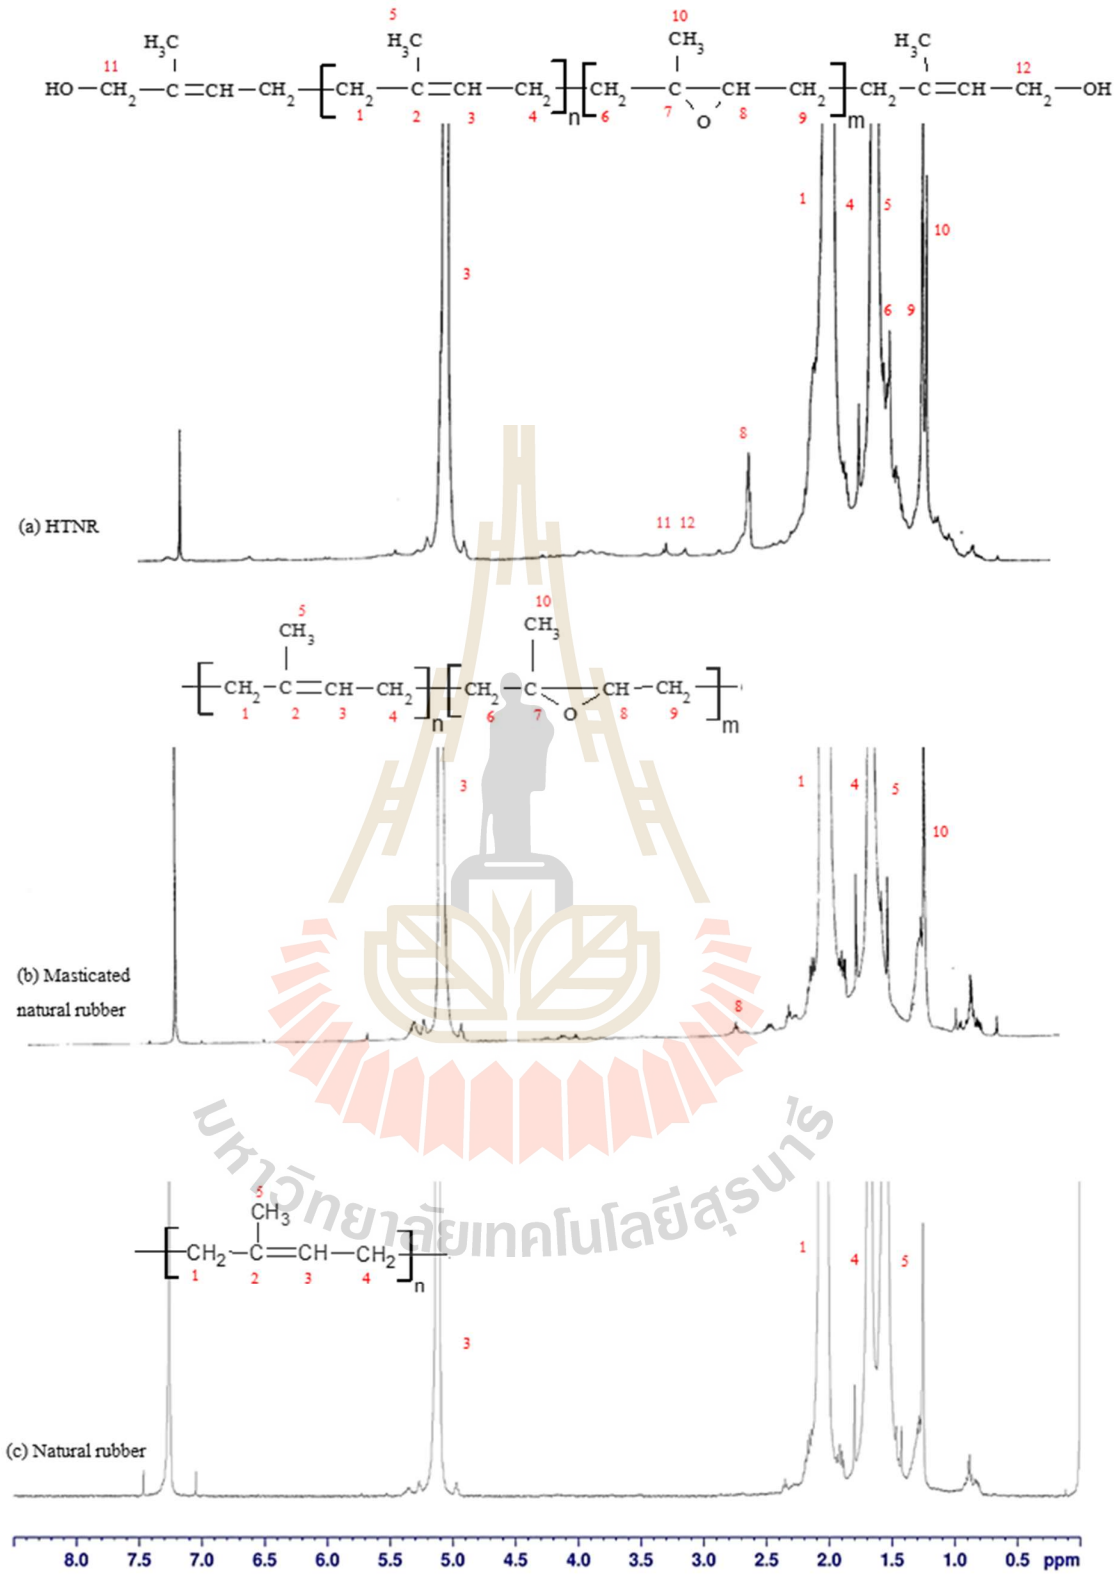 5 10
H3C H3C CH3 H3C
11 12
HO CH2 C CH CH2 CH2 C CH CH2 n CH2 C CH CH2 m CH2 C CH CH2 OH
1 2 3 4 6 7 O 8 9
1 4 5
10
3
6 9
8
11 12
(a) HTNR
5 10
CH3 CH3
CH2 C CH CH2 n CH2 C CH CH2 m
1 2 3 4 6 7 O 8 9
3 1 4 5
10
(b) Masticated
natural rubber
8
มหาวิทยาลัยเทคโนโลยีสุรนารี
5
CH3
CH2 C CH CH2 n
1 2 3 4
1 4 5
3
(c) Natural rubber
8.0 7.5 7.0 6.5 6.0 5.5 5.0 4.5 4.0 3.5 3.0 2.5 2.0 1.5 1.0 0.5 ppm